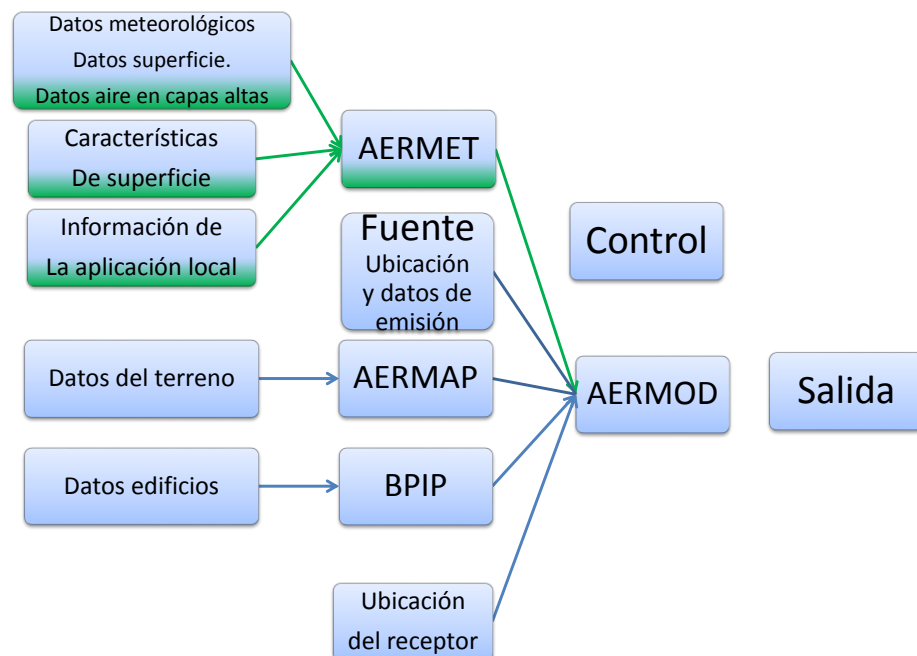 Datos meteorológicos
Datos superficie.
Datos aire en capas altas
Características
De superficie
Información de
La aplicación local
AERMET
Fuente
Ubicación
y datos de
emisión
Control
Datos del terreno
AERMAP
AERMOD
Salida
Datos edificios
BPIP
Ubicación
del receptor